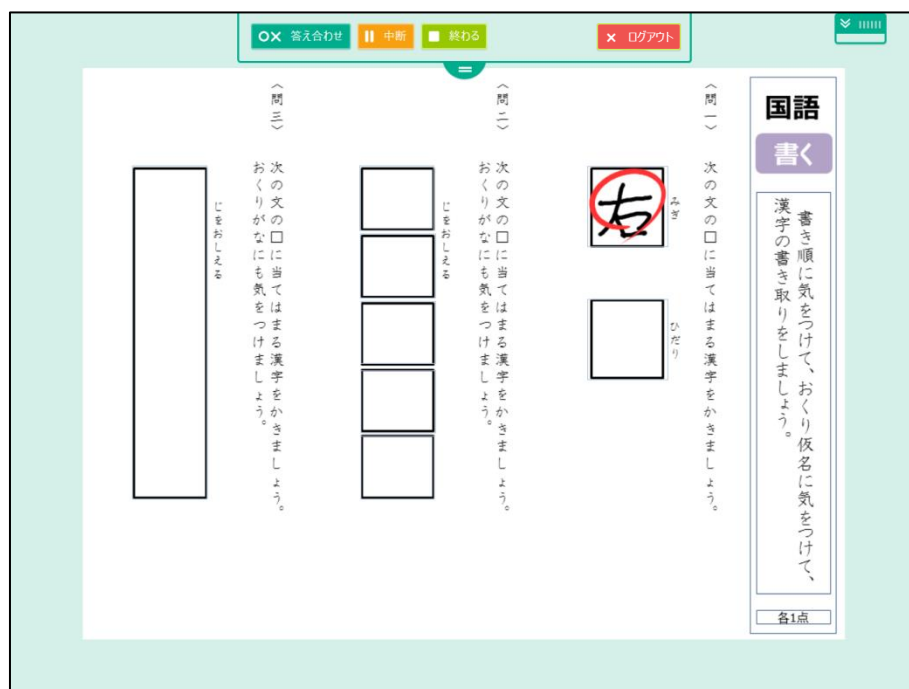 ○× 答え合わせ
中断
終わる
× ログアウト
国語
書く
書き順に気をつけて、おくり仮名に気をつけて、
漢字の書き取りをしましょう。
各1点
〈問一〉 次の文の□に当てはまる漢字をかきましょう。
みぎ
右
ひだり
〈問二〉 次の文の□に当てはまる漢字をかきましょう。
おくりがなにも気をつけましょう。
じをおしえる
〈問三〉 次の文の□に当てはまる漢字をかきましょう。
おくりがなにも気をつけましょう。
じをおしえる